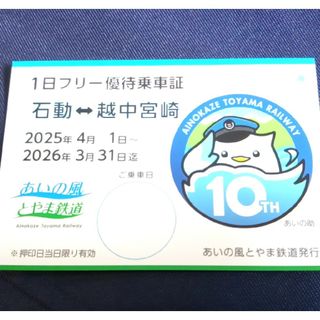 1日フリー優待乗車証
石動⇔越中宮崎
2025年 4月 1日~
2026年 3月31日迄
ご乗車日
あいの風
とやま鉄道
Ainokaze Toyama Railway
※押印日当日限り有効
AINOKAZE TOYAMA RAILWAY
10TH
あいの助
あいの風とやま鉄道発行